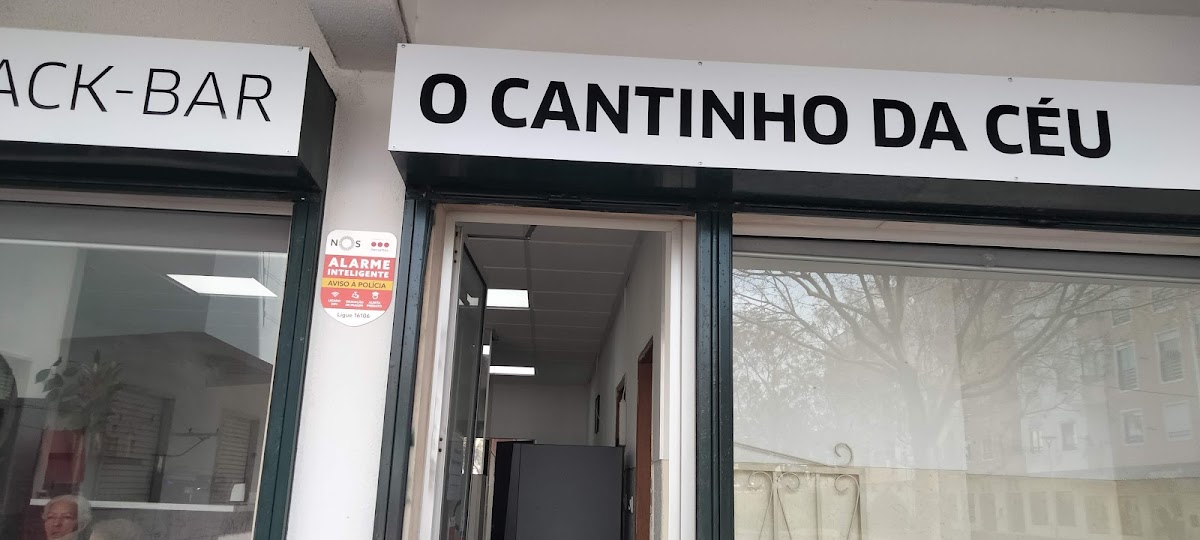 ACK-BAR
O CANTINHO DA CÉU
NOS
ALARME
INTELIGENTE
AVISO À POLÍCIA
Ligue 16106